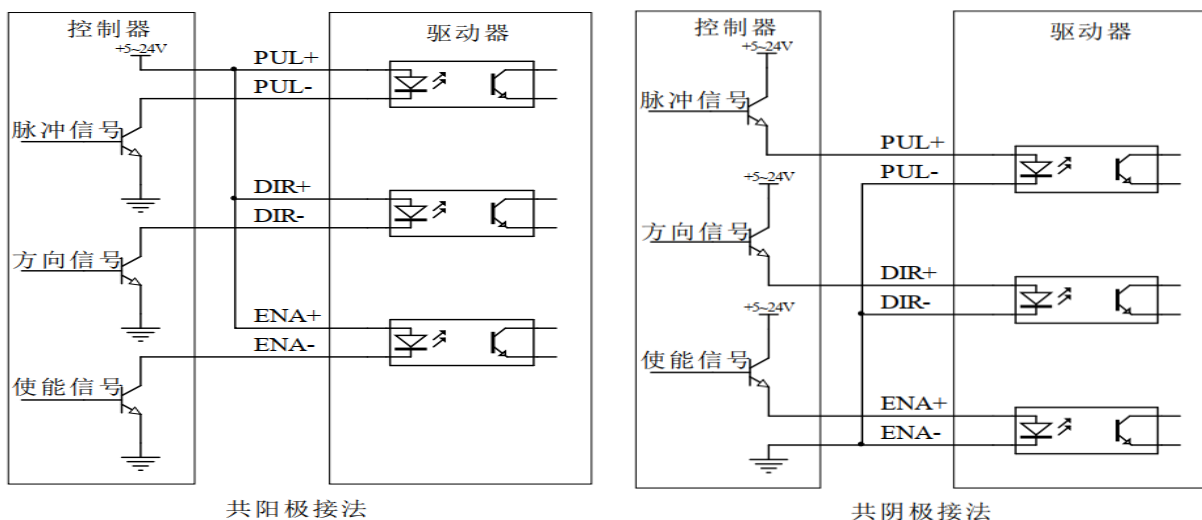 控制器
驱动器
+5~24V
PUL+
PUL-
脉冲信号
DIR+
DIR-
方向信号
ENA+
ENA-
使能信号
共阳极接法
控制器
驱动器
+5~24V
脉冲信号
PUL+
PUL-
+5~24V
方向信号
DIR+
DIR-
+5~24V
使能信号
ENA+
ENA-
共阴极接法